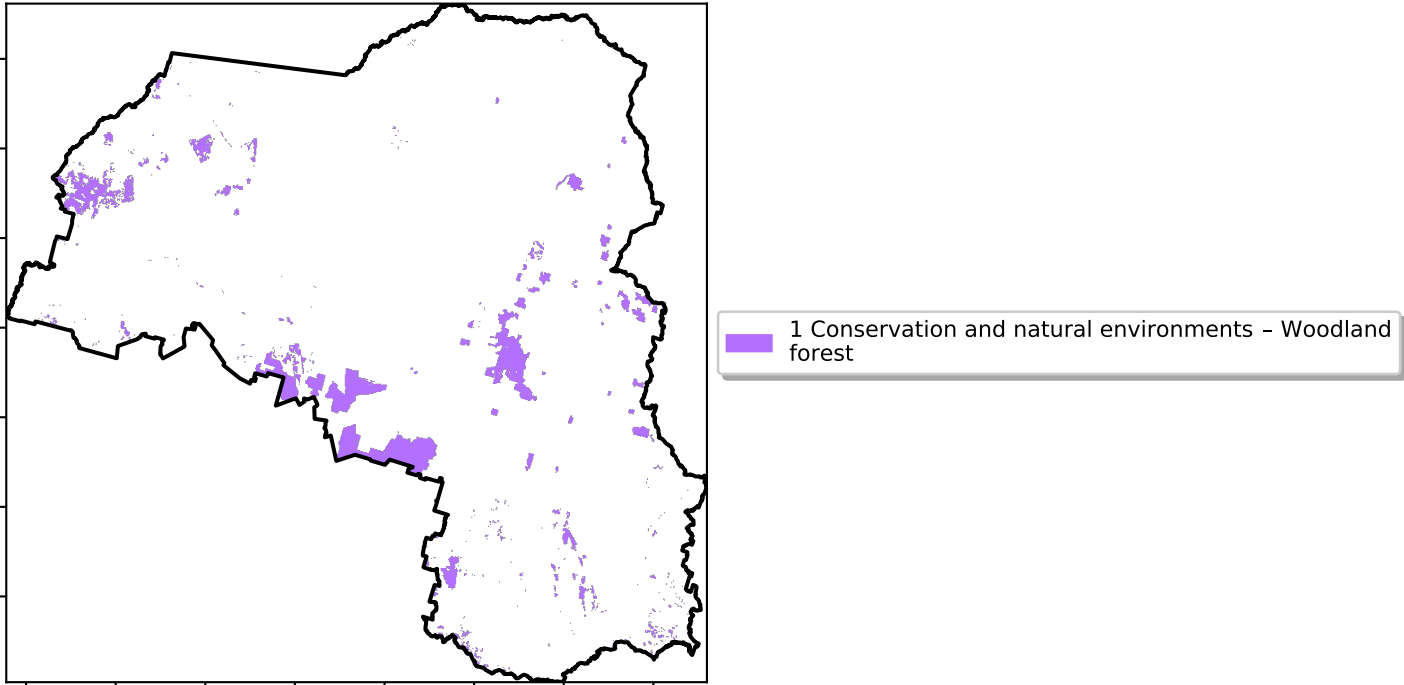 1 Conservation and natural environments – Woodland
forest